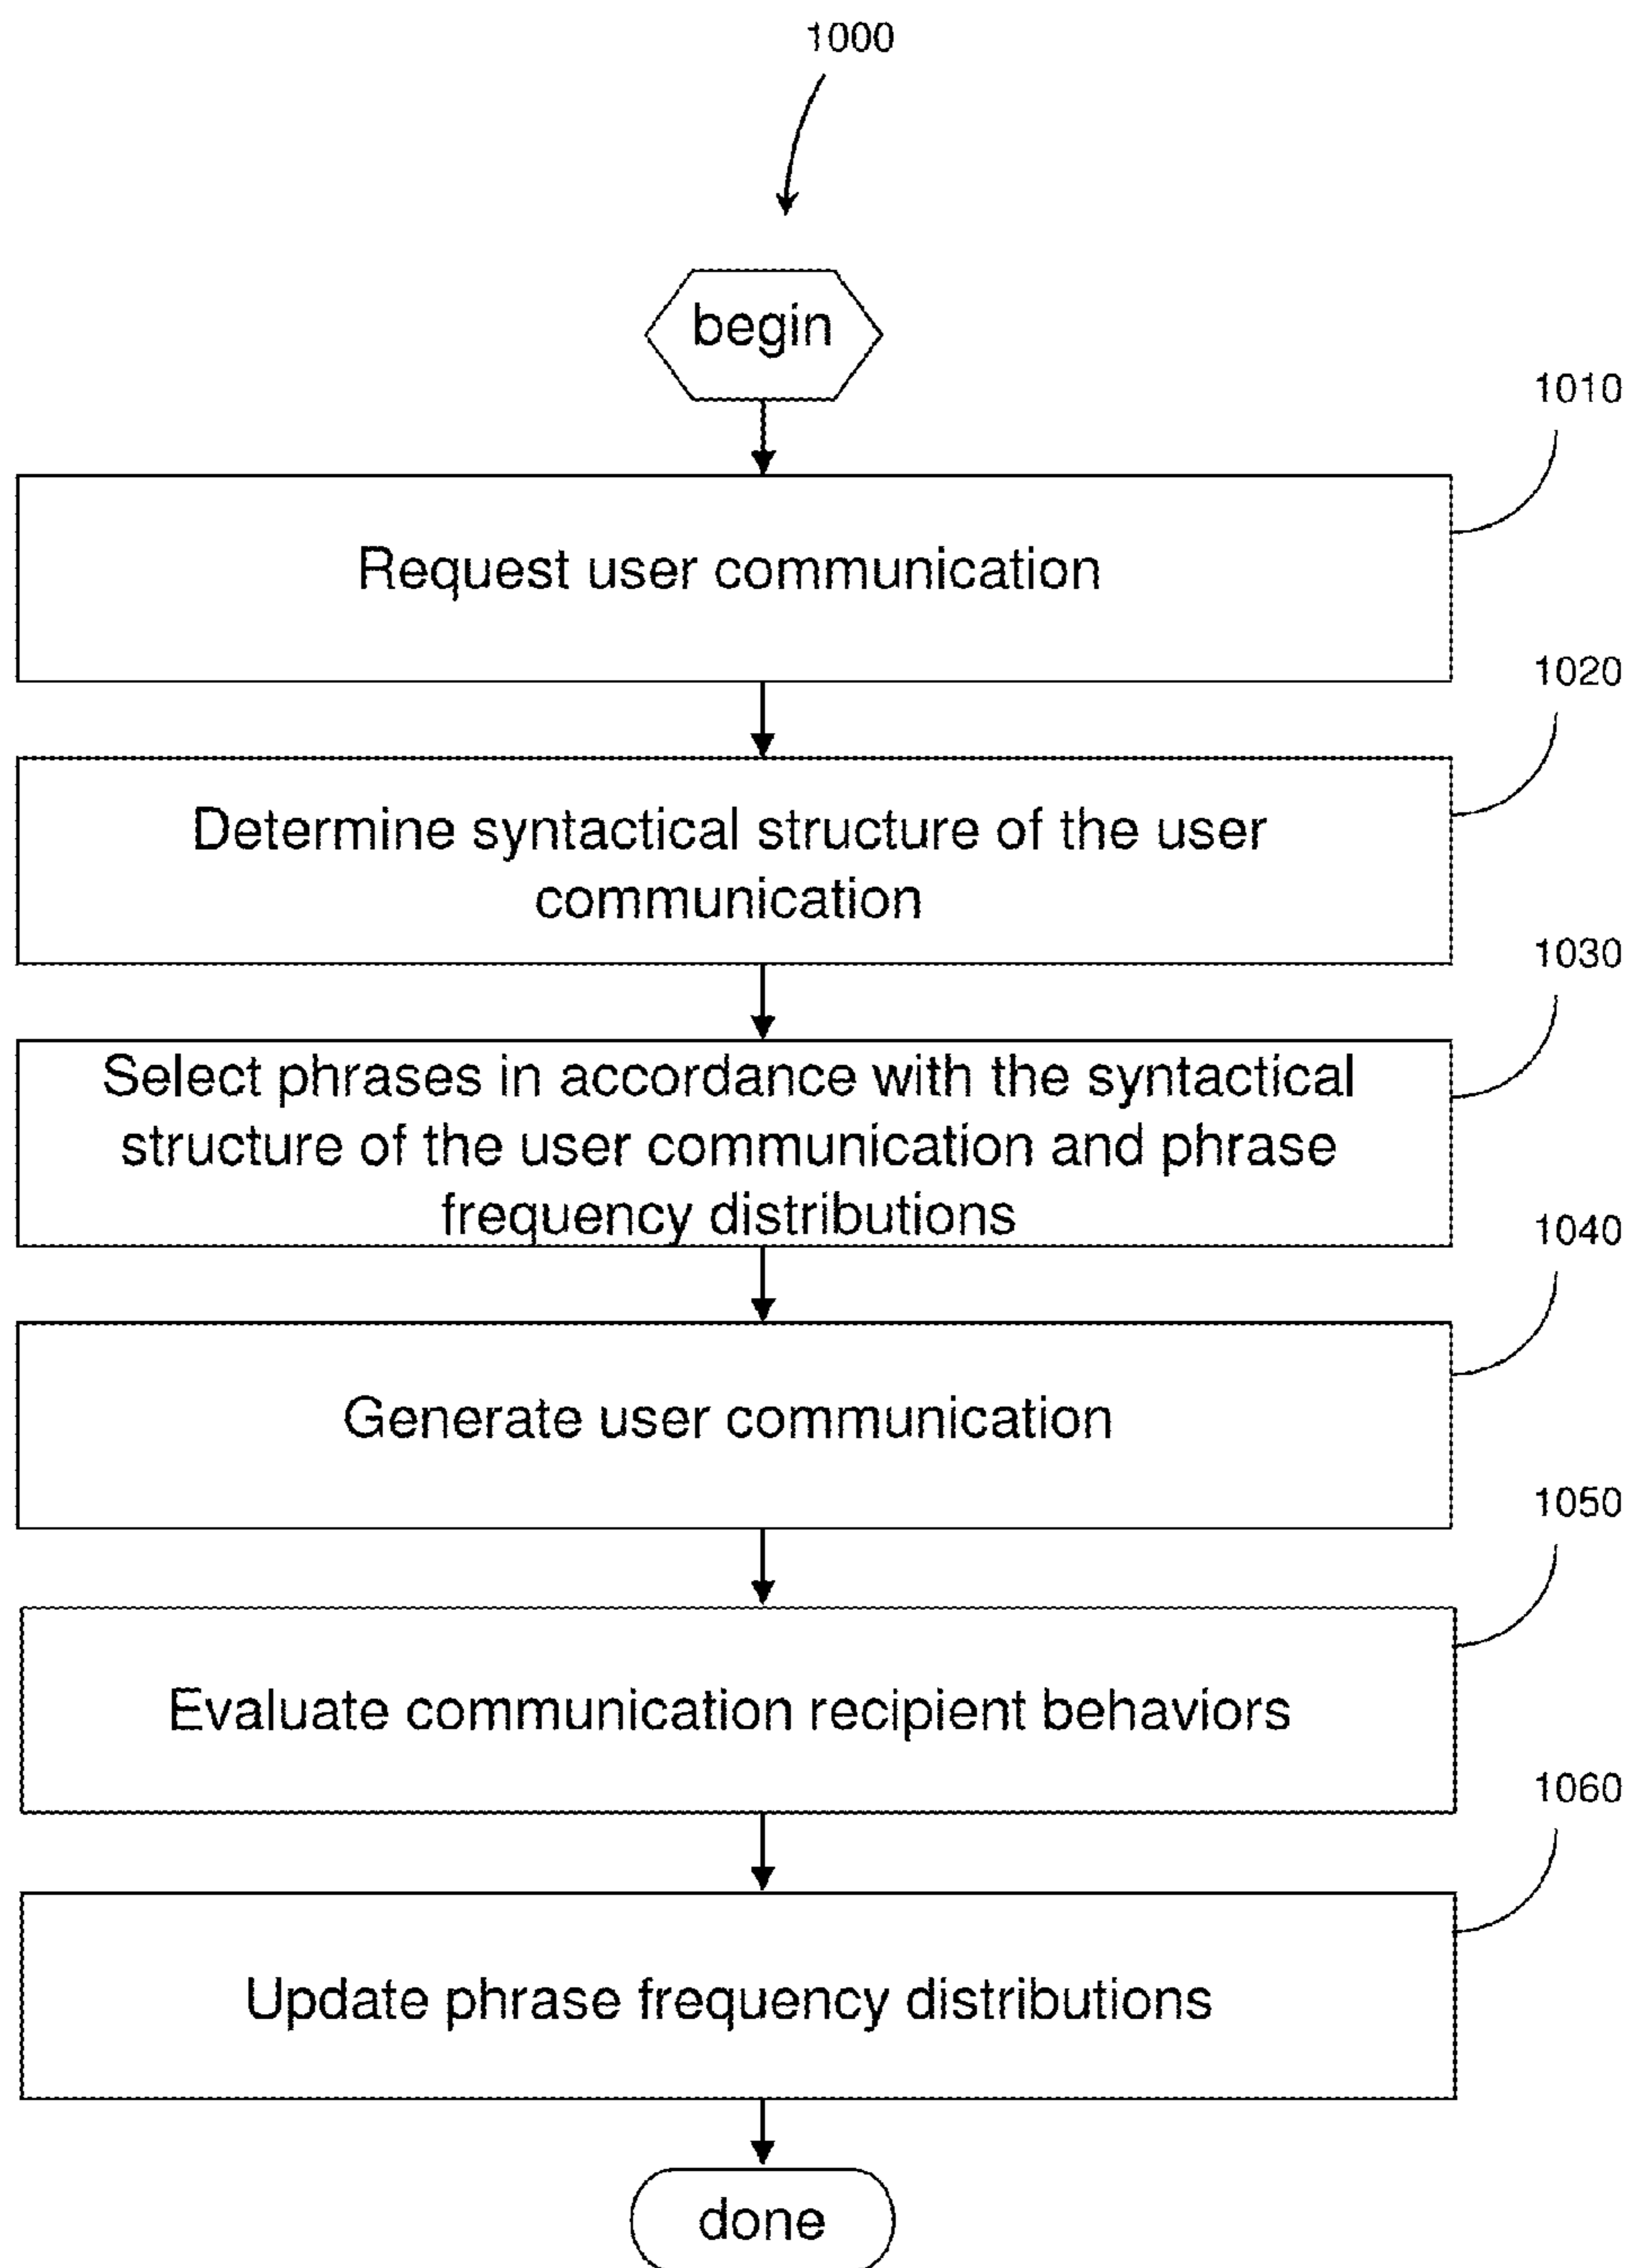 1000
begin
1010
Request user communication
1020
Determine syntactical structure of the user
communication
1030
Select phrases in accordance with the syntactical
structure of the user communication and phrase
frequency distributions
1040
Generate user communication
1050
Evaluate communication recipient behaviors
1060
Update phrase frequency distributions
done